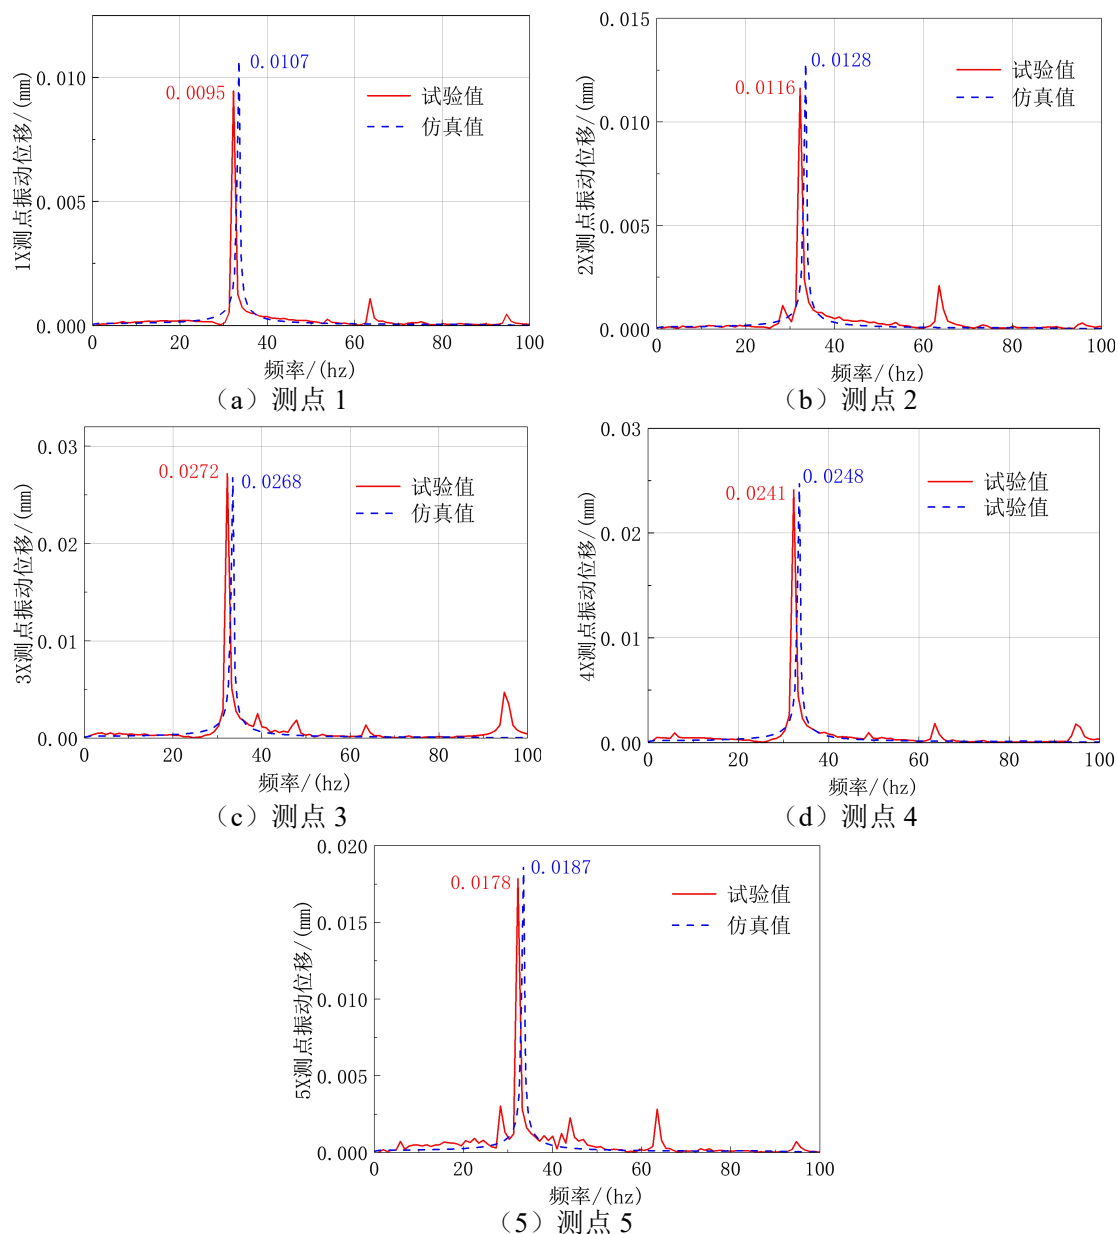 1X测点振动位移/(mm)
0.010
0.005
0.000
0.0095
0.0107
试验值
仿真值
0 20 40 60 80 100
频率/(hz)
（a）测点 1
2X测点振动位移/(mm)
0.015
0.010
0.005
0.000
0.0116
0.0128
试验值
仿真值
0 20 40 60 80 100
频率/(hz)
（b）测点 2
3X测点振动位移/(mm)
0.03
0.02
0.01
0.00
0.0272
0.0268
试验值
仿真值
0 20 40 60 80 100
频率/(hz)
（c）测点 3
4X测点振动位移/(mm)
0.03
0.02
0.01
0.00
0.0241
0.0248
试验值
试验值
0 20 40 60 80 100
频率/(hz)
（d）测点 4
5X测点振动位移/(mm)
0.020
0.015
0.010
0.005
0.000
0.0178
0.0187
试验值
仿真值
0 20 40 60 80 100
频率/(hz)
（5）测点 5